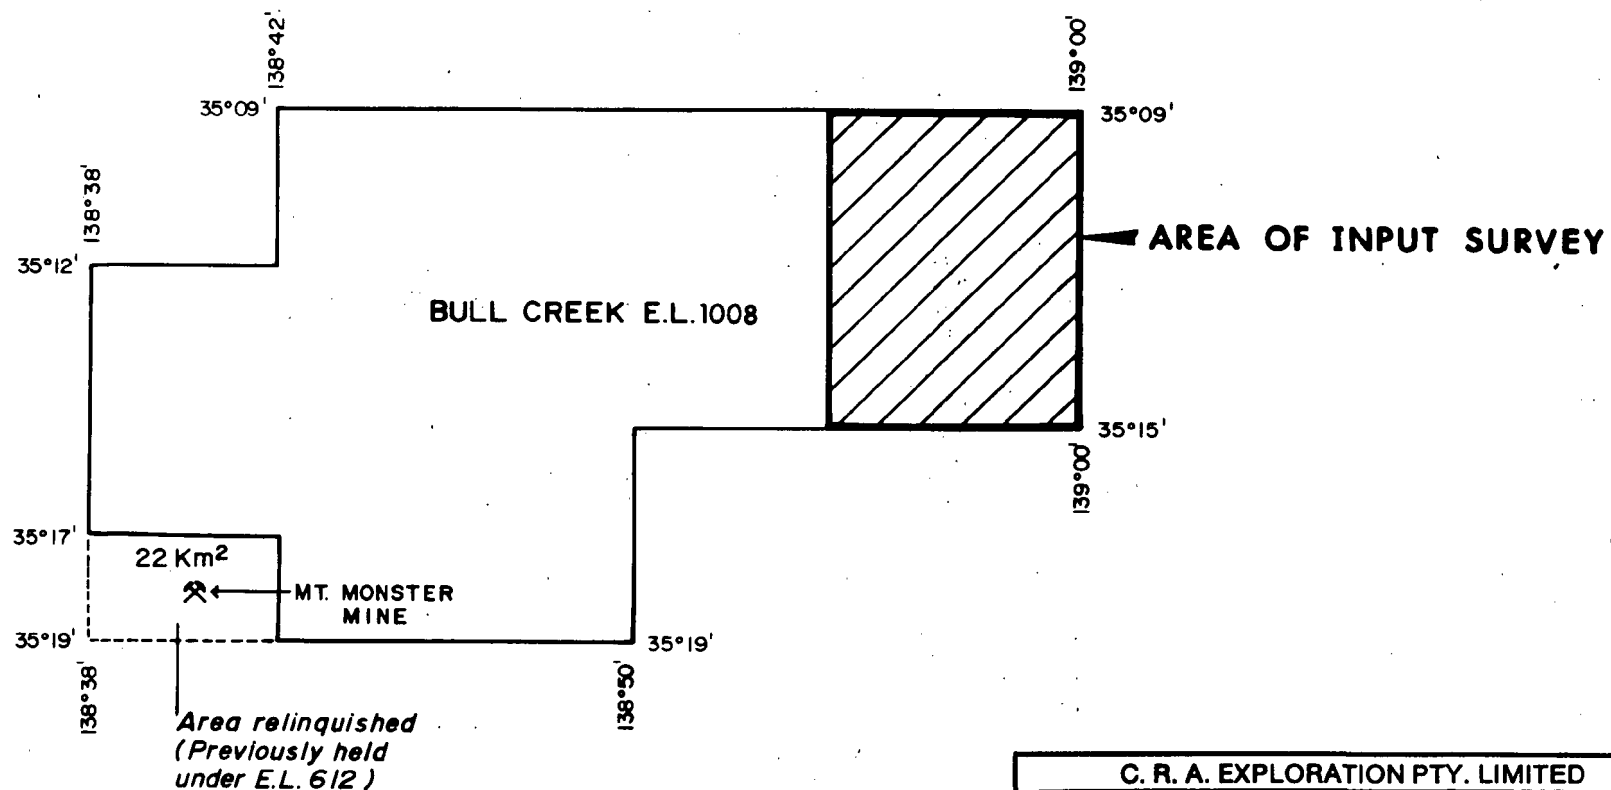 138°42'
139°00'
35°09'
35°09'
138°38'
AREA OF INPUT SURVEY
35°12'
BULL CREEK E.L.1008
35°15'
139°00'
35°17'
22 Km²
MT. MONSTER
MINE
35°19'
35°19'
138°38'
138°50'
Area relinquished
(Previously held
under E.L. 612)
C. R. A. EXPLORATION PTY. LIMITED